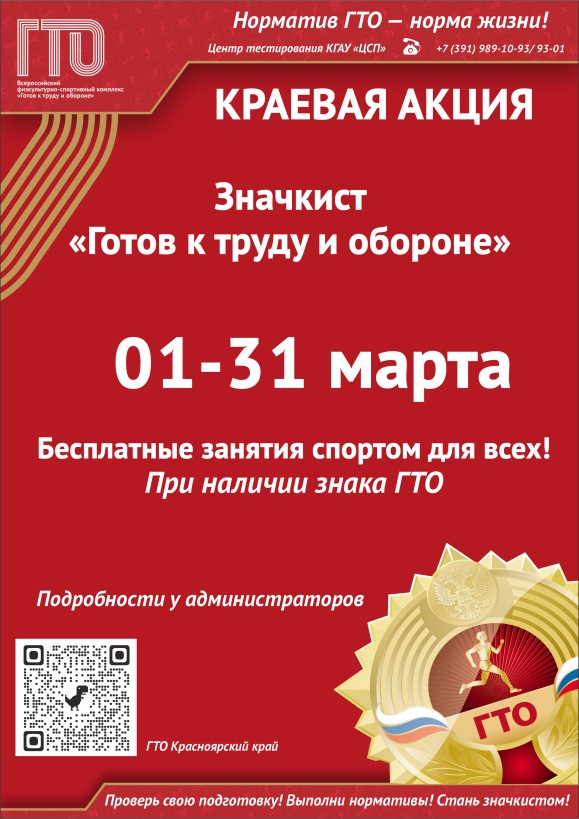 Норматив ГТО — норма жизни!
Центр тестирования КГАУ «ЦСП» +7 (391) 989-10-93/ 93-01
ГТО
Всероссийский
физкультурно-спортивный комплекс
«Готов к труду и обороне»
КРАЕВАЯ АКЦИЯ
Значкист
«Готов к труду и обороне»
01-31 марта
Бесплатные занятия спортом для всех!
При наличии знака ГТО
Подробности у администраторов
ГТО
ГТО Красноярский край
Проверь свою подготовку! Выполни нормативы! Стань значкистом!